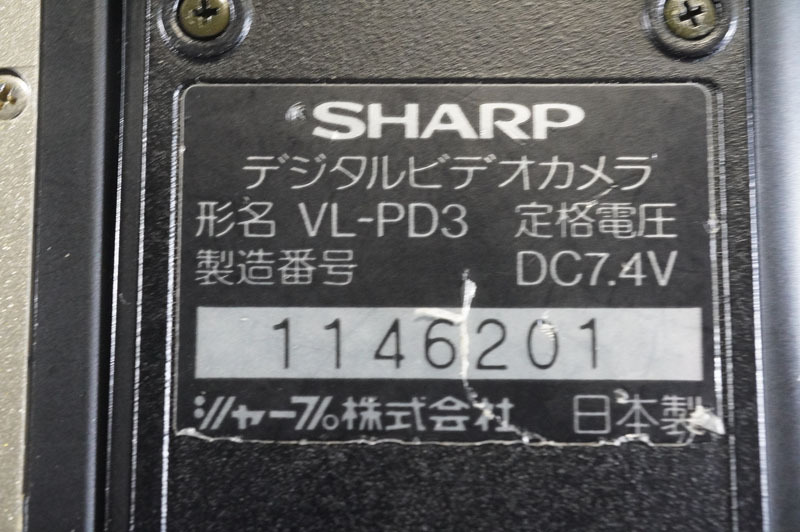 SHARP
デジタルビデオカメラ
形名 VL-PD3 定格電圧
製造番号 DC7.4V
1146201
シャープ株式会社 日本製